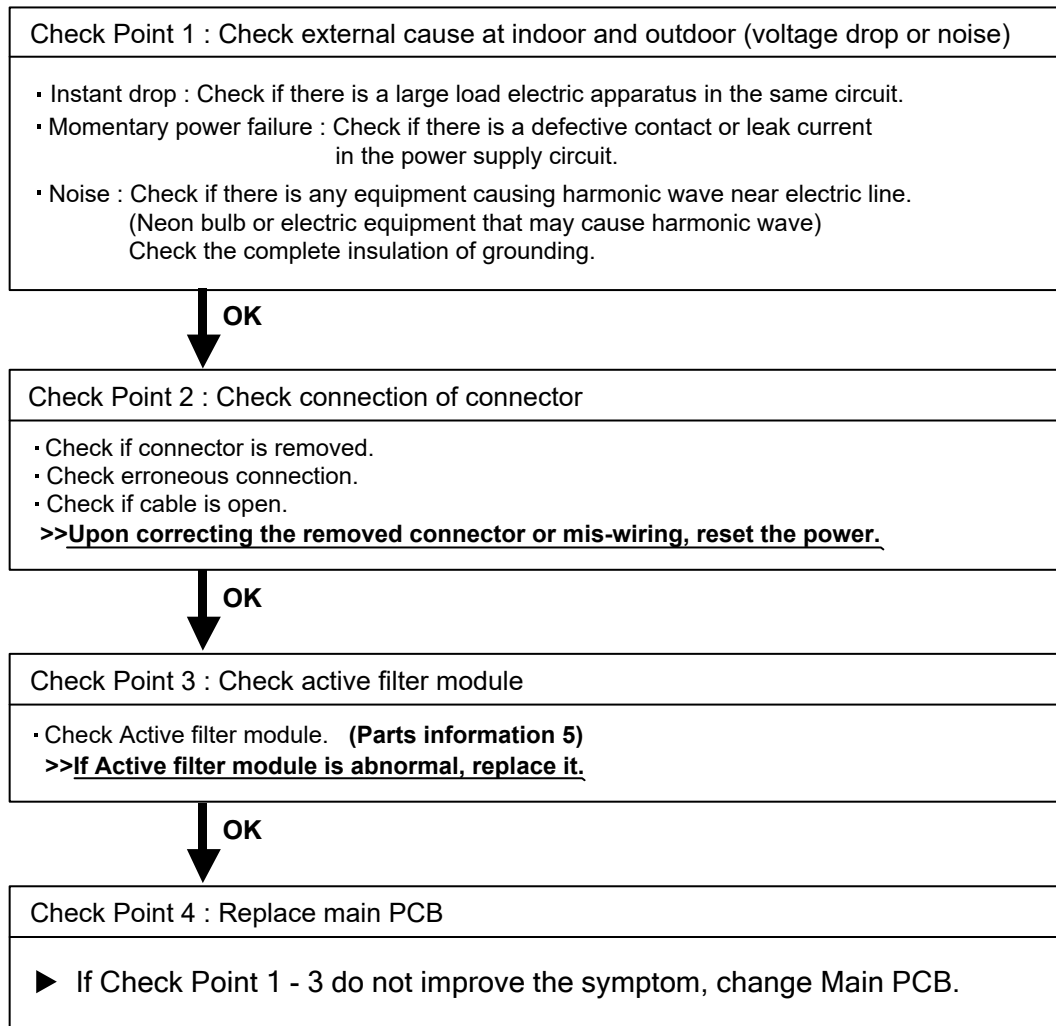 Check Point 1 : Check external cause at indoor and outdoor (voltage drop or noise)
· Instant drop : Check if there is a large load electric apparatus in the same circuit.
· Momentary power failure : Check if there is a defective contact or leak current
in the power supply circuit.
· Noise : Check if there is any equipment causing harmonic wave near electric line.
(Neon bulb or electric equipment that may cause harmonic wave)
Check the complete insulation of grounding.
OK
Check Point 2 : Check connection of connector
· Check if connector is removed.
· Check erroneous connection.
· Check if cable is open.
>>Upon correcting the removed connector or mis-wiring, reset the power.
OK
Check Point 3 : Check active filter module
· Check Active filter module. (Parts information 5)
>>If Active filter module is abnormal, replace it.
OK
Check Point 4 : Replace main PCB
▶ If Check Point 1 - 3 do not improve the symptom, change Main PCB.